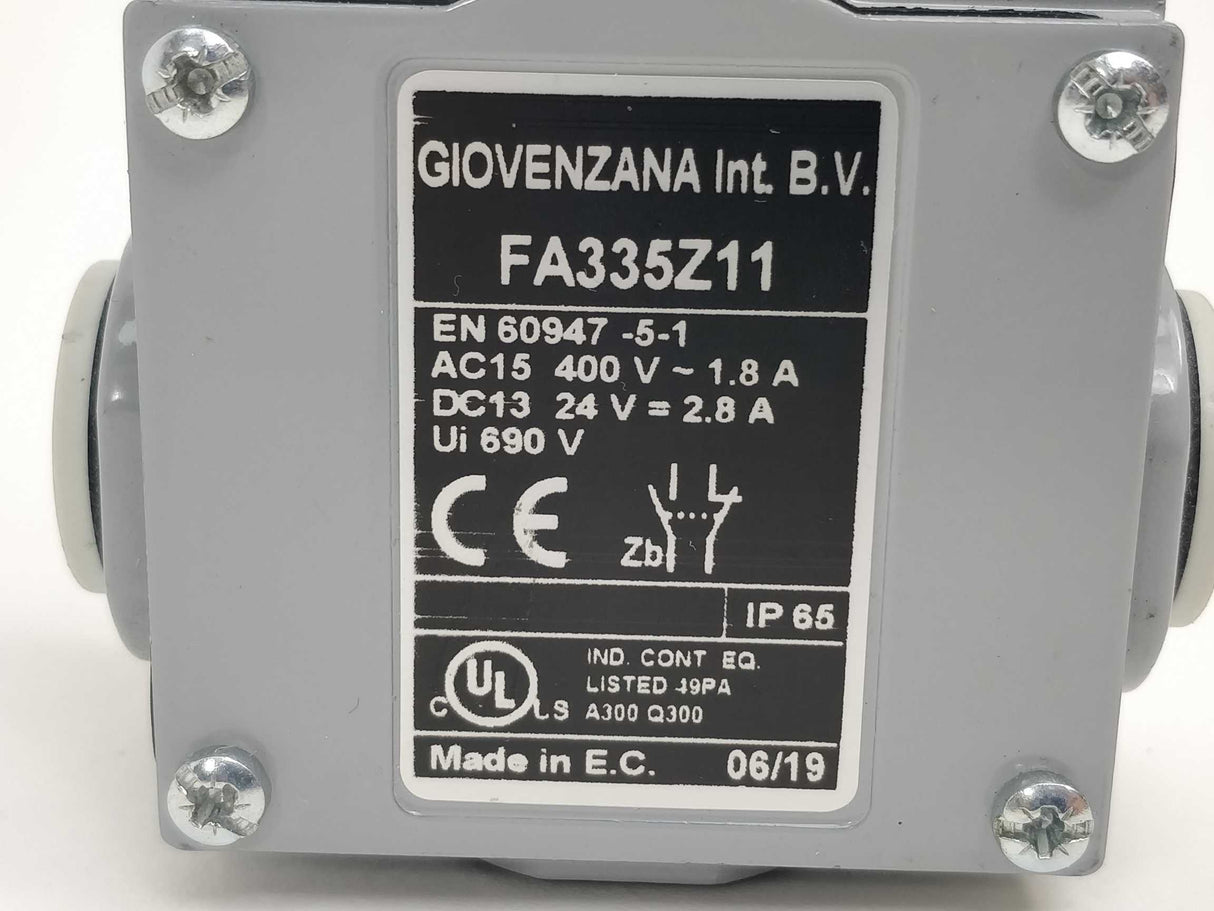 GIOVENZANA Int. B.V.
FA335Z11
EN 60947 -5-1
AC15 400 V ~ 1.8 A
DC13 24 V = 2.8 A
Ui 690 V
CE
Zb
IP 65
C UL US
IND. CONT EQ.
LISTED 49PA
A300 Q300
Made in E.C. 06/19